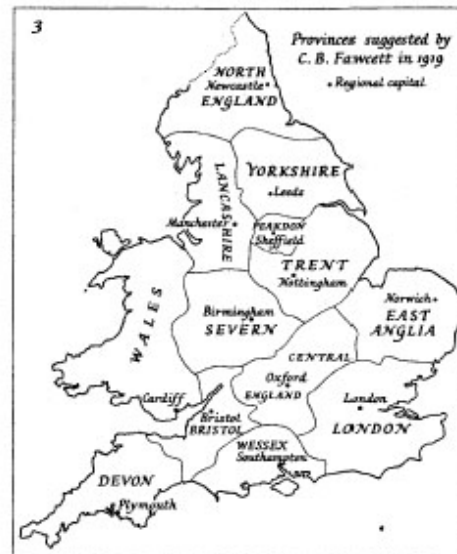 3
Provinces suggested by
C. B. Fawcett in 1919
•Regional capital
NORTH
Newcastle
ENGLAND
YORKSHIRE
Leeds
LANCASHIRE
Manchester
PEAKDON
Sheffield
TRENT
Nottingham
WALES
Birmingham
SEVERN
Norwich
EAST
ANGLIA
CENTRAL
Oxford
ENGLAND
Cardiff
Bristol
BRISTOL
London
LONDON
WESSEX
Southampton
DEVON
Plymouth